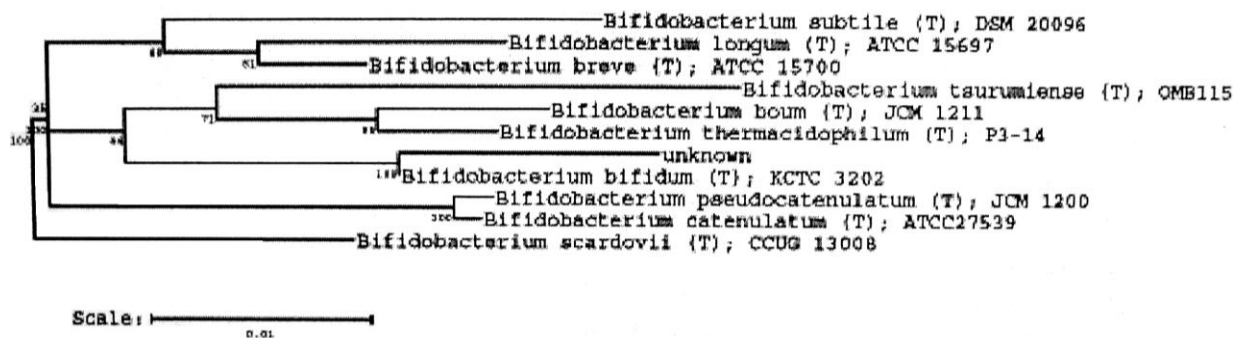 Bifidobacterium subtile (T); DSM 20096
Bifidobacterium longum (T); ATCC 15697
Bifidobacterium breve (T); ATCC 15700
Bifidobacterium tsurumiense (T); OMB115
Bifidobacterium boum (T); JCM 1211
Bifidobacterium thermacidophilum (T); P3-14
unknown
Bifidobacterium bifidum (T); KCTC 3202
Bifidobacterium pseudocatenulatum (T); JCM 1200
Bifidobacterium catenulatum (T); ATCC27539
Bifidobacterium scardovii (T); CCUG 13008
71
100
Scale:
0.01